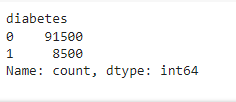 diabetes
0    91500
1     8500
Name: count, dtype: int64